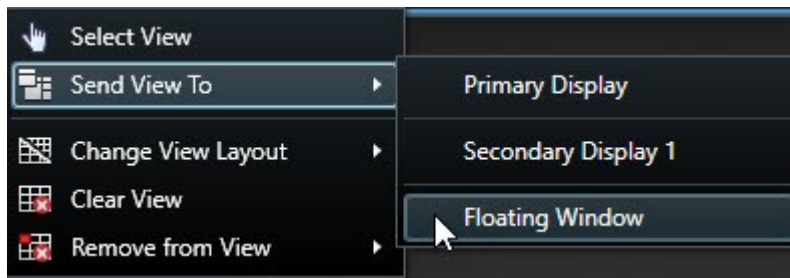 Select View
Send View To
Change View Layout
Clear View
Remove from View
Primary Display
Secondary Display 1
Floating Window